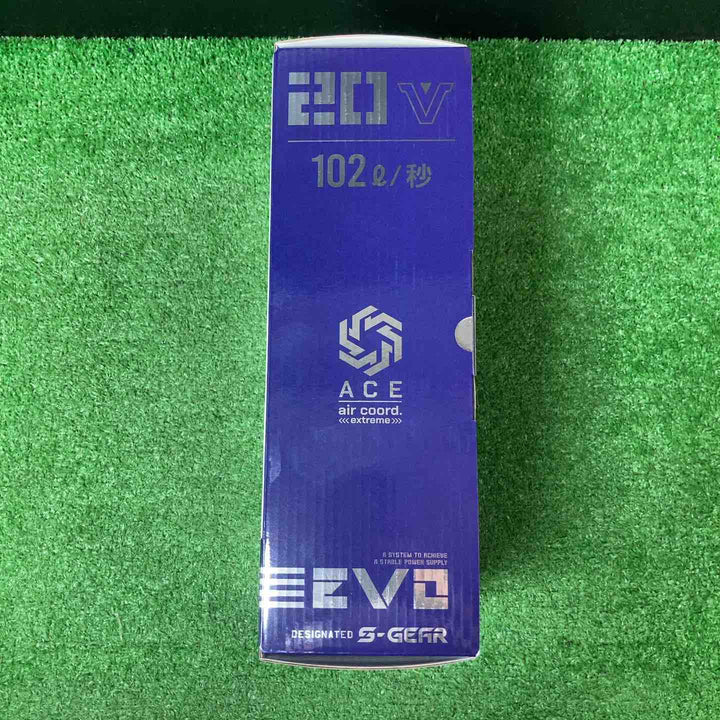 20V
102ℓ/秒
ACE
air coord.
<<<extreme>>>
A SYSTEM TO ACHIEVE
A STABLE POWER SUPPLY
EVO
DESIGNATED S-GEAR